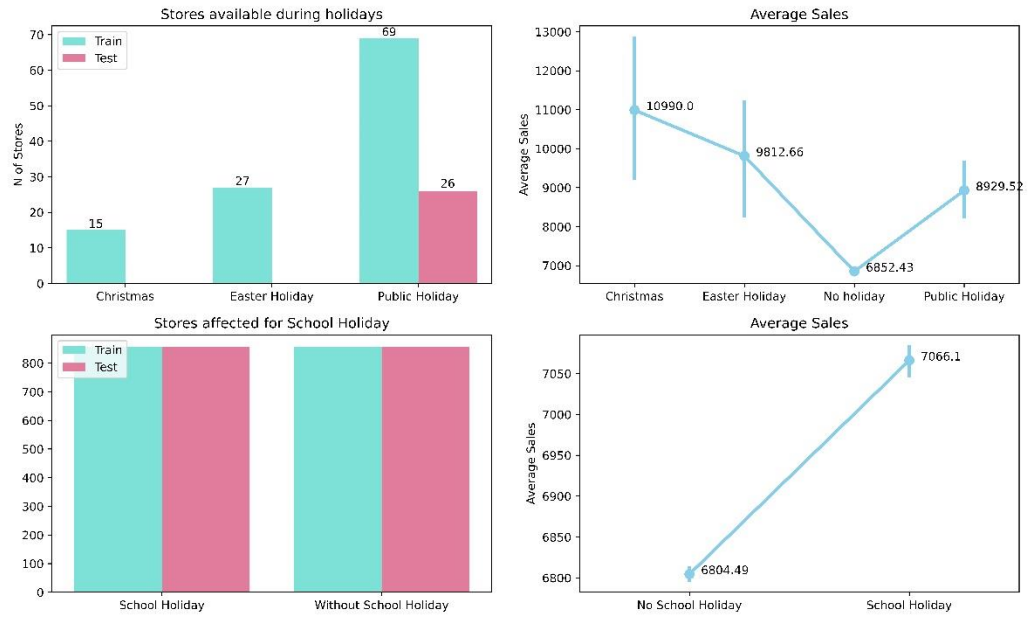 Stores available during holidays
Train
Test
N of Stores
70
60
50
40
30
20
10
0
15
27
69
26
Christmas
Easter Holiday
Public Holiday
Average Sales
Average Sales
13000
12000
11000
10000
9000
8000
7000
10990.0
9812.66
6852.43
8929.52
Christmas
Easter Holiday
No holiday
Public Holiday
Stores affected for School Holiday
Train
Test
800
700
600
500
400
300
200
100
0
School Holiday
Without School Holiday
Average Sales
Average Sales
7050
7000
6950
6900
6850
6800
7066.1
6804.49
No School Holiday
School Holiday